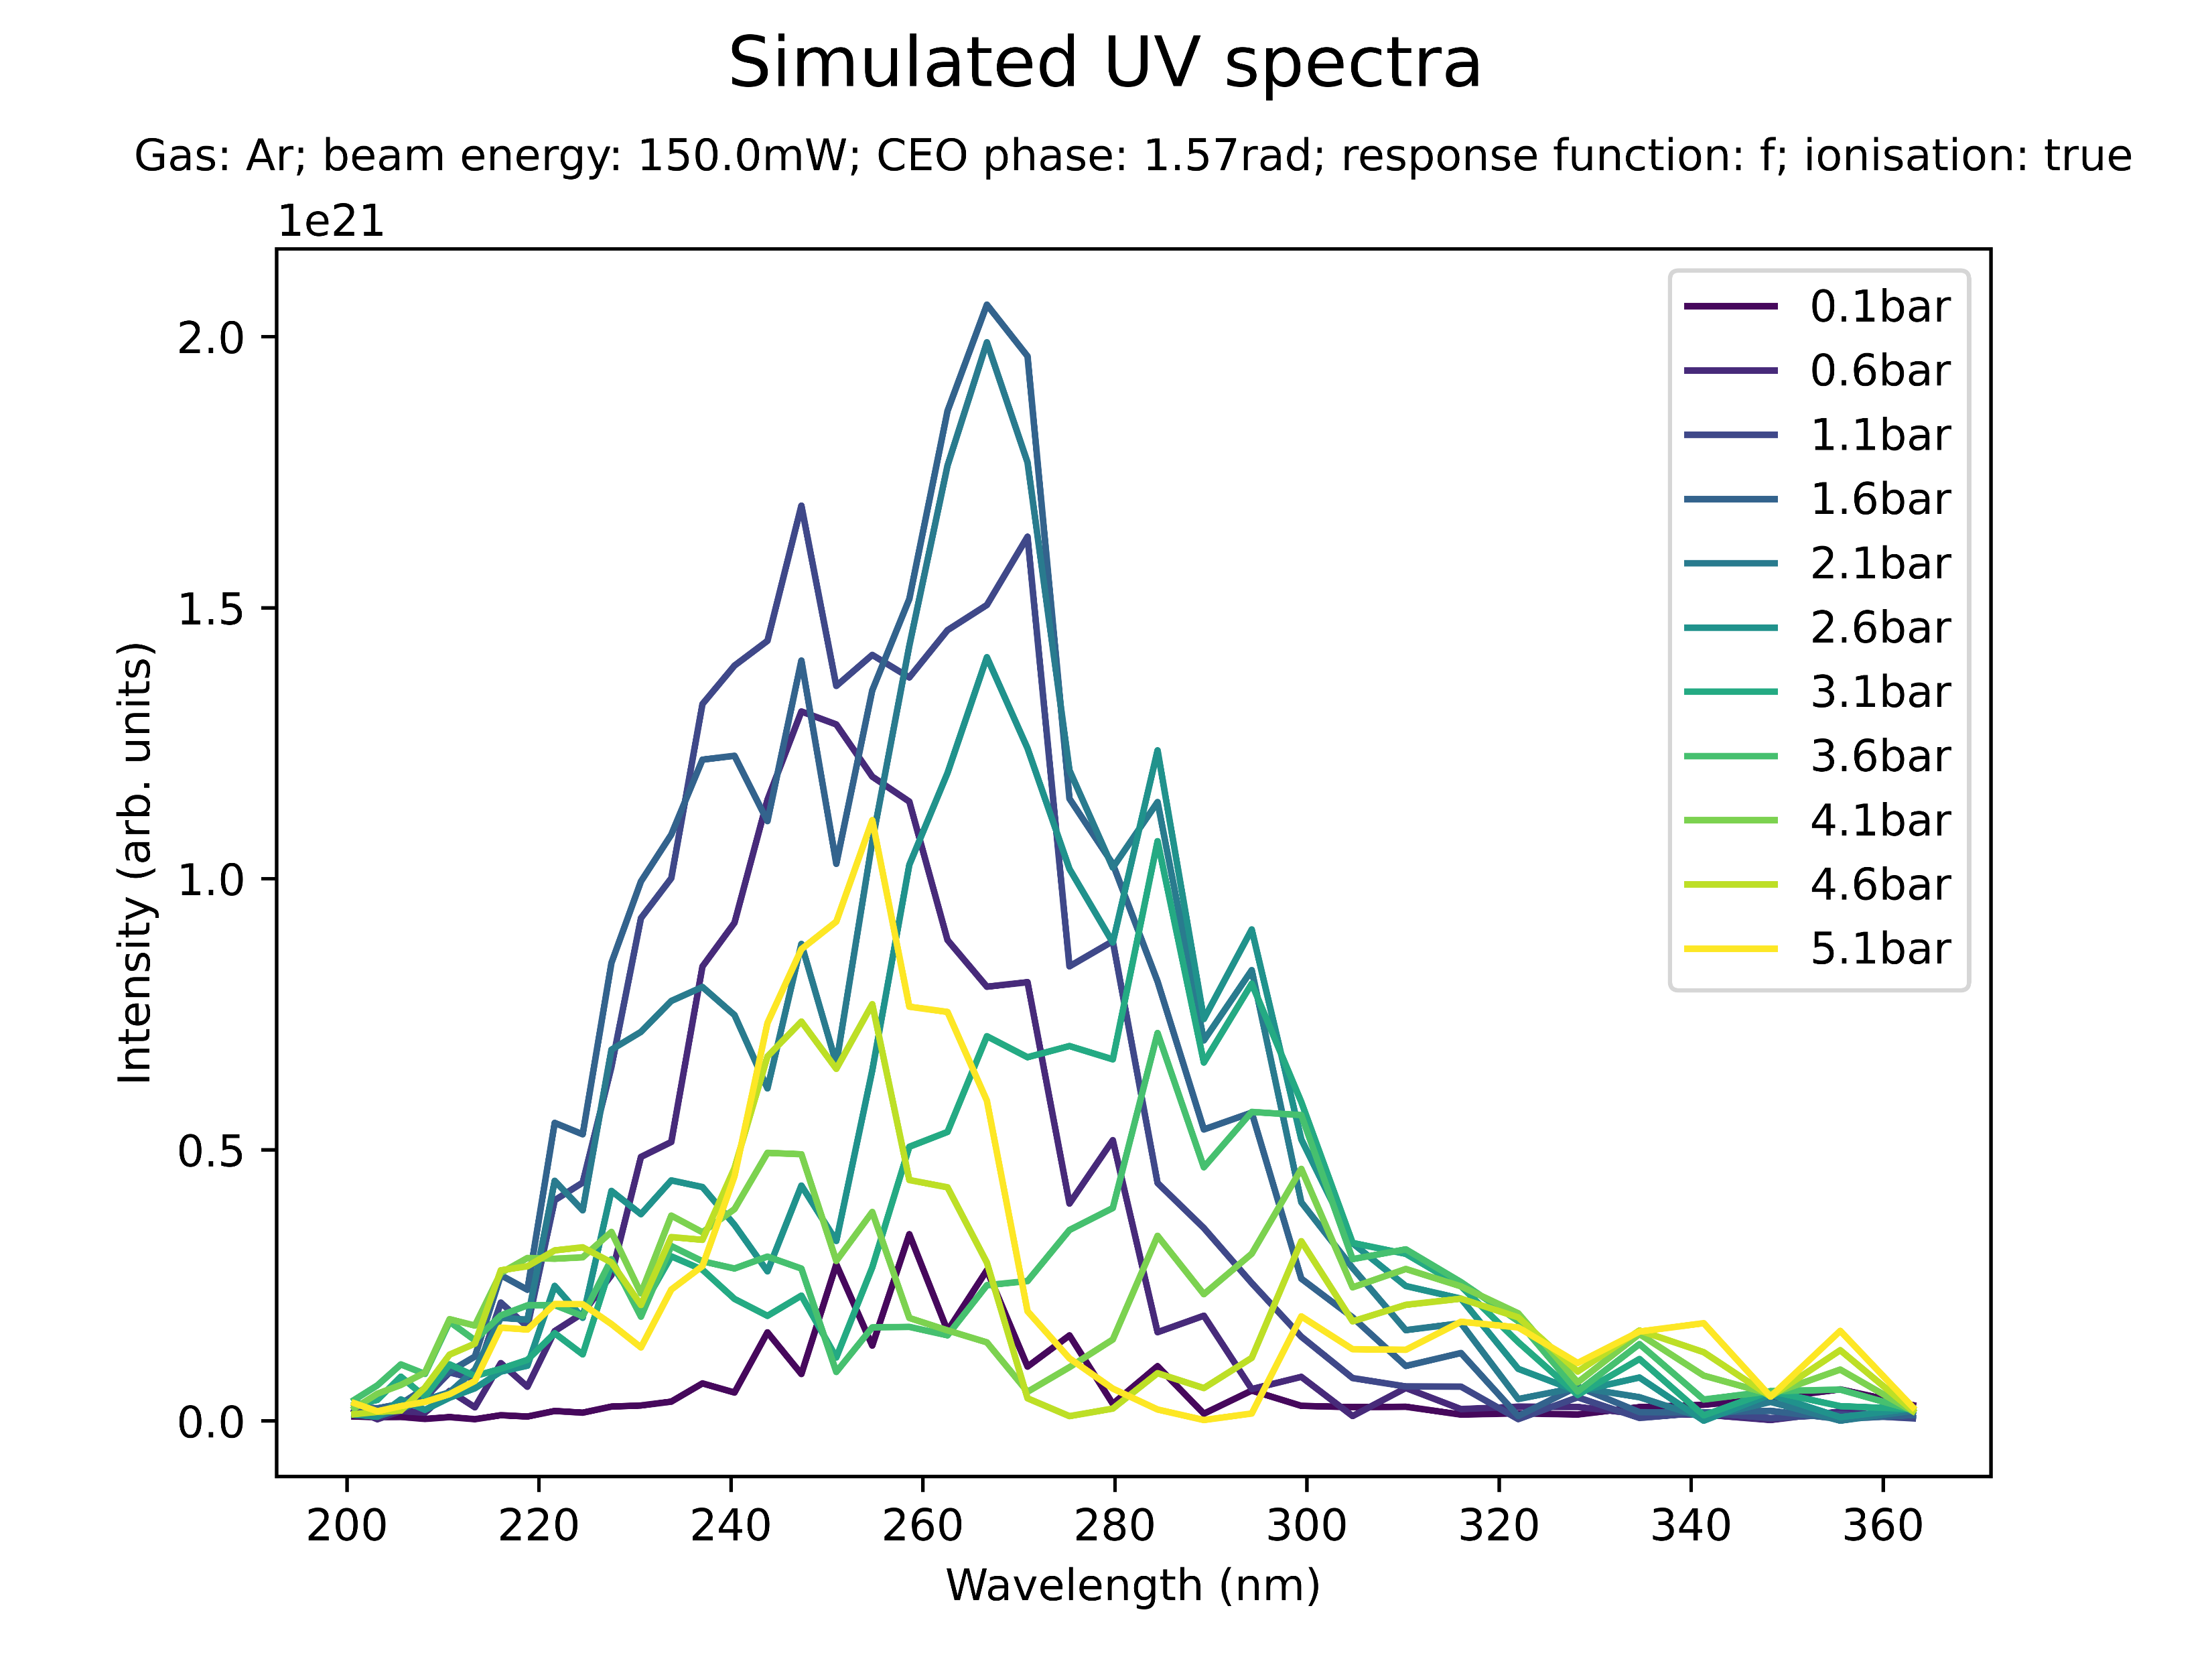 Simulated UV spectra
Gas: Ar; beam energy: 150.0mW; CEO phase: 1.57rad; response function: f; ionisation: true
1e21
2.0
1.5
1.0
0.5
0.0
Intensity (arb. units)
200 220 240 260 280 300 320 340 360
Wavelength (nm)
0.1bar
0.6bar
1.1bar
1.6bar
2.1bar
2.6bar
3.1bar
3.6bar
4.1bar
4.6bar
5.1bar